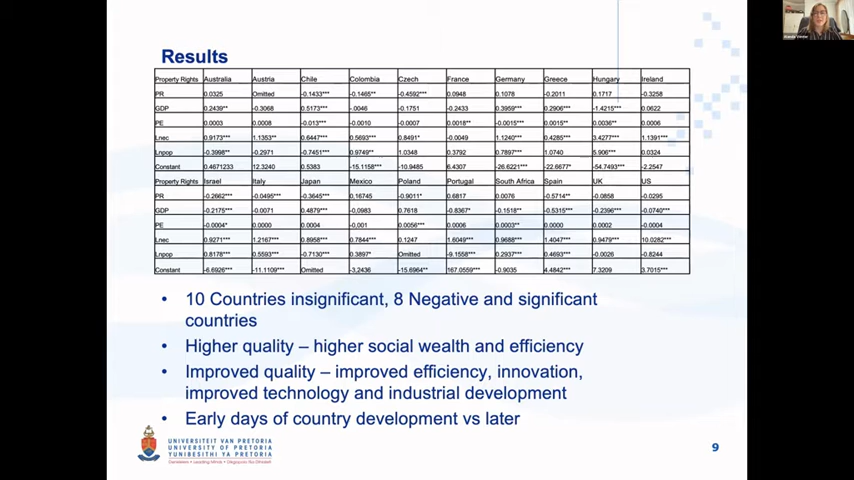 Results
Property Rights Australia Austria Chile Colombia Czech France Germany Greece Hungary Ireland
PR 0.0325 Omitted -0.1433*** -0.1465** -0.4592*** 0.0948 0.1078 -0.2011 0.1717 -0.3258
GDP 0.2439** -0.3068 0.5173*** -.0046 -0.1751 -0.2433 0.3959*** 0.2906*** -1.4215*** 0.0622
PE 0.0003 0.0008 -0.013*** -0.0010 -0.0007 0.0018** -0.0015*** 0.0015** 0.0036** 0.0006
Lnec 0.9173*** 1.1353** 0.6447*** 0.5693*** 0.8491* -0.0049 1.1240*** 0.4285*** 3.4277*** 1.1391***
Lnpop -0.3998** -0.2971 -0.7451*** 0.9749** 1.0348 0.3792 0.7897*** 1.0740 5.906*** 0.0324
Constant 0.4671233 12.3240 0.5383 -15.1158*** -10.9485 6.4307 -26.6221*** -22.6677* -54.7493*** -2.2547
Property Rights Israel Italy Japan Mexico Poland Portugal South Africa Spain UK US
PR -0.2662*** -0.0495*** -0.3645*** 0,16745 -0.9011* 0.6817 0.0076 -0.5714** -0.0858 -0.0295
GDP -0.2175*** -0.0071 0.4879*** -0,0983 0.7618 -0.8367* -0.1518** -0.5315*** -0.2396*** -0.0740***
PE -0.0004* 0.0000 0.0004 -0.001 0.0056*** 0.0006 0.0003** 0.0000 0.0002 -0.0004
Lnec 0.9271*** 1.2167*** 0.8958*** 0.7844*** 0.1247 1.6049*** 0.9688*** 1.4047*** 0.9479*** 10.0282***
Lnpop 0.8178*** 0.5593*** -0.7130*** 0.3897* Omitted -9.1558*** 0.2937*** 0.4693*** -0.0026 -0.8244
Constant -6.6926*** -11.1109*** Omitted -3,2436 -15.6964** 167.0559*** -0.9035 4.4842*** 7.3209 3.7015***
• 10 Countries insignificant, 8 Negative and significant
countries
• Higher quality – higher social wealth and efficiency
• Improved quality – improved efficiency, innovation,
improved technology and industrial development
• Early days of country development vs later
UNIVERSITEIT VAN PRETORIA
UNIVERSITY OF PRETORIA
YUNIBESITHI YA PRETORIA
9